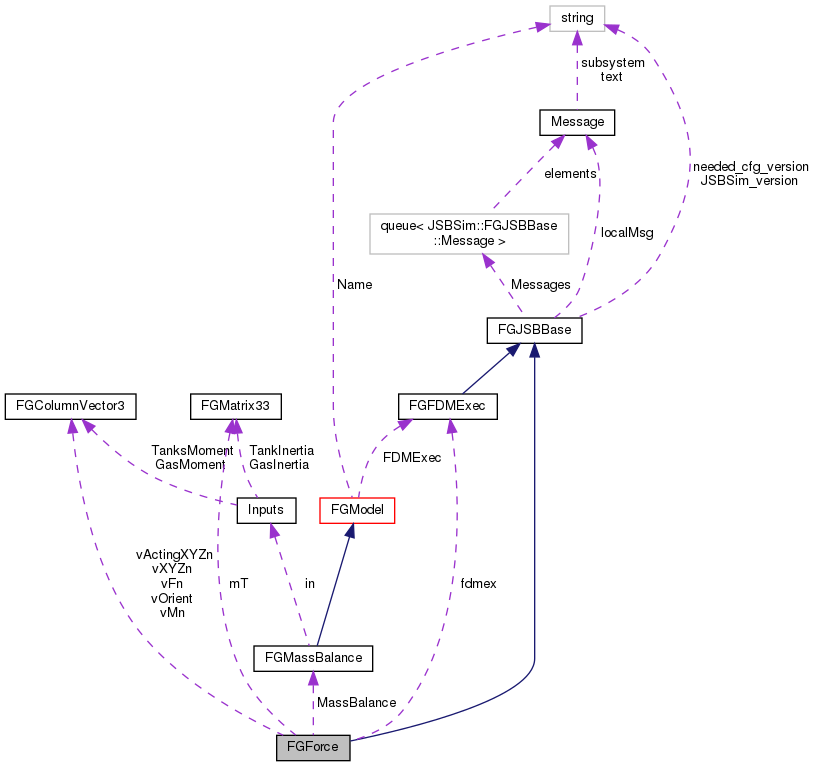 string
subsystem
text
Message
needed_cfg_version
JSBSim_version
elements
queue< JSBSim::FGJSBBase
::Message >
localMsg
Name
Messages
FGJSBBase
FGColumnVector3
FGMatrix33
FGFDMExec
TanksMoment
GasMoment
TankInertia
GasInertia
FDMExec
Inputs
FGModel
vActingXYZn
vXYZn
vFn
vOrient
vMn
mT
in
fdmex
FGMassBalance
MassBalance
FGForce